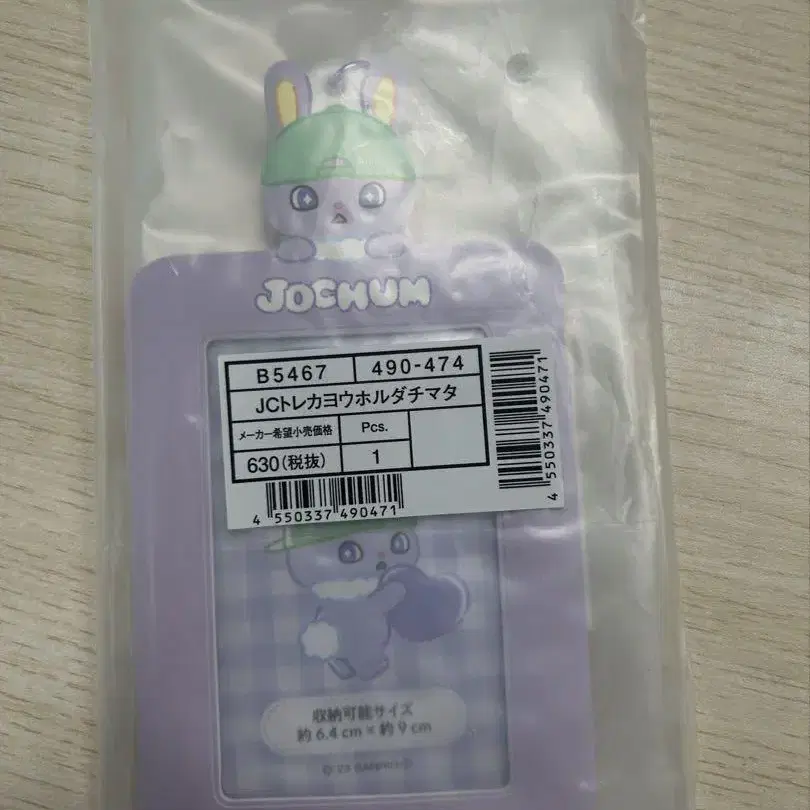 JOCHUM
B5467 490-474
JCトレカヨウホルダチマタ
メーカー希望小売価格 Pcs.
630(税抜) 1
4 550337 490471
4 550337 490471
収納可能サイズ
約 6.4 cm × 約 9 cm